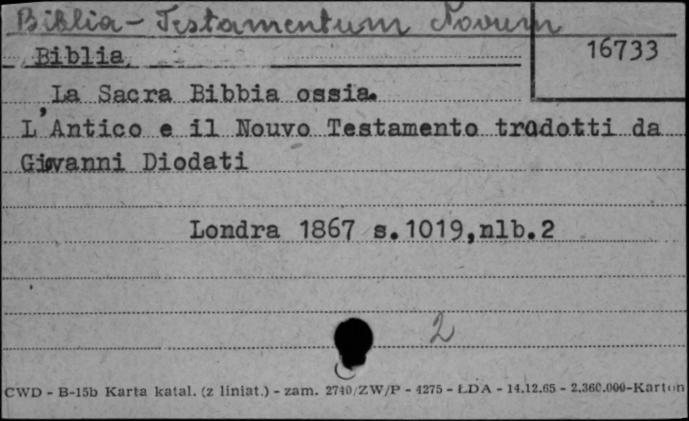 Biblia - Testamentum Novum
16733
Biblia
La Sacra Bibbia ossia.
L'Antico e il Nouvo Testamento tradotti da
Giovanni Diodati
Londra 1867 s.1019,nlb.2
2
CWD - B-15b Karta katal. (z liniat.) - zam. 2740/ZW/P - 4275 - ŁDA - 14.12.65 - 2.360.000-Karton